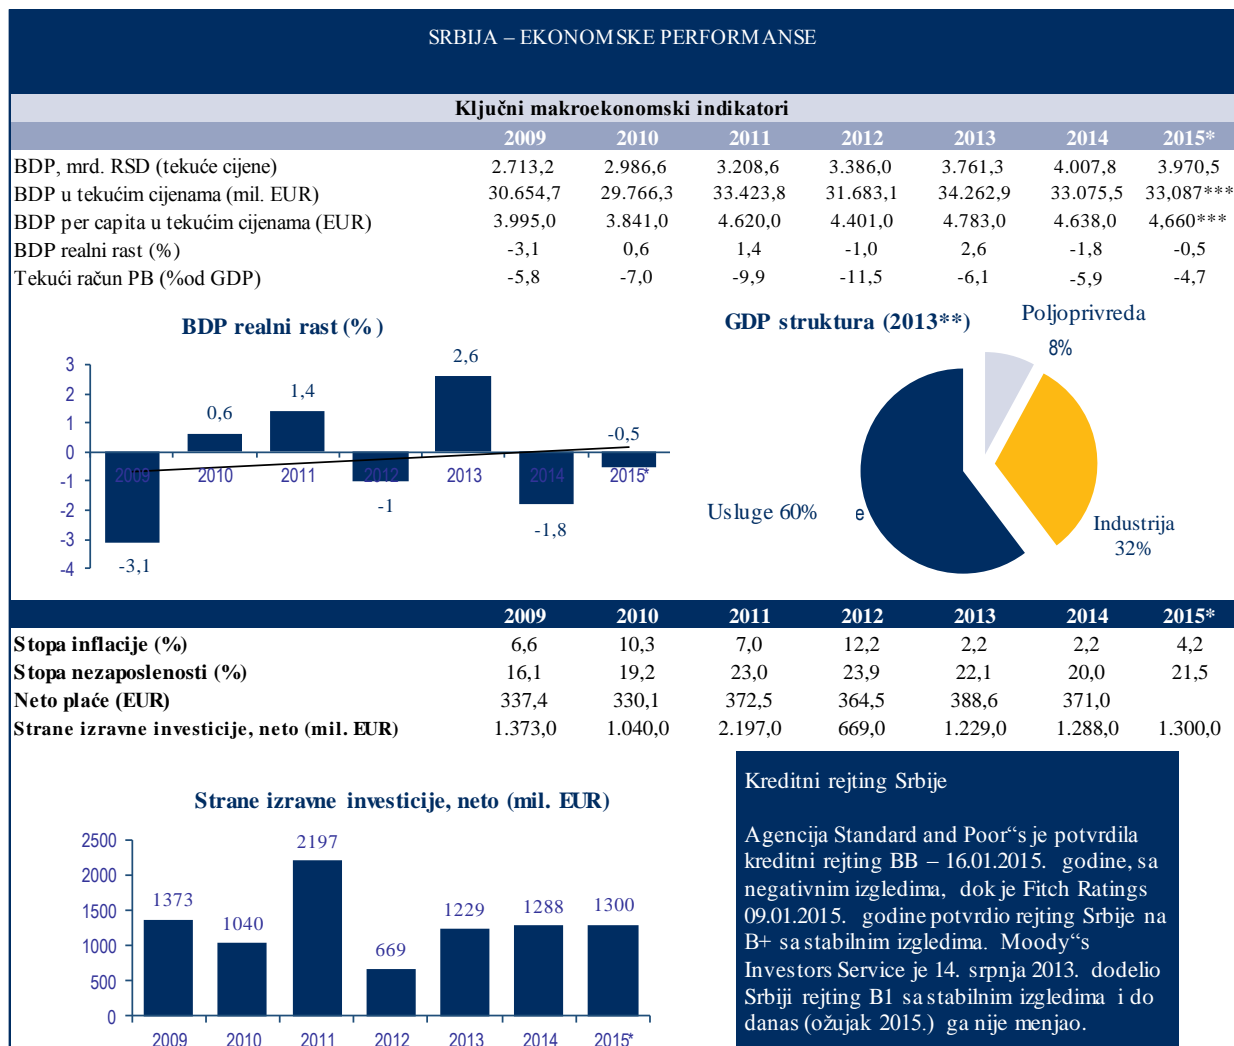 SRBIJA – EKONOMSKE PERFORMANSE
Ključni makroekonomski indikatori
2009 2010 2011 2012 2013 2014 2015*
BDP, mrd. RSD (tekuće cijene) 2.713,2 2.986,6 3.208,6 3.386,0 3.761,3 4.007,8 3.970,5
BDP u tekućim cijenama (mil. EUR) 30.654,7 29.766,3 33.423,8 31.683,1 34.262,9 33.075,5 33,087***
BDP per capita u tekućim cijenama (EUR) 3.995,0 3.841,0 4.620,0 4.401,0 4.783,0 4.638,0 4,660***
BDP realni rast (%) -3,1 0,6 1,4 -1,0 2,6 -1,8 -0,5
Tekući račun PB (%od GDP) -5,8 -7,0 -9,9 -11,5 -6,1 -5,9 -4,7
BDP realni rast (%)
3
2
1
0
-1
-2
-3
-4
-3,1
0,6
1,4
-1
2,6
-1,8
-0,5
2009 2010 2011 2012 2013 2014 2015*
GDP struktura (2013**)
Poljoprivreda
8%
Usluge 60%
e
Industrija
32%
2009 2010 2011 2012 2013 2014 2015*
Stopa inflacije (%) 6,6 10,3 7,0 12,2 2,2 2,2 4,2
Stopa nezaposlenosti (%) 16,1 19,2 23,0 23,9 22,1 20,0 21,5
Neto plaće (EUR) 337,4 330,1 372,5 364,5 388,6 371,0
Strane izravne investicije, neto (mil. EUR) 1.373,0 1.040,0 2.197,0 669,0 1.229,0 1.288,0 1.300,0
Strane izravne investicije, neto (mil. EUR)
2500
2000
1500
1000
500
0
1373
1040
2197
669
1229
1288
1300
2009 2010 2011 2012 2013 2014 2015*
Kreditni rejting Srbije
Agencija Standard and Poor“s je potvrdila
kreditni rejting BB – 16.01.2015. godine, sa
negativnim izgledima, dok je Fitch Ratings
09.01.2015. godine potvrdio rejting Srbije na
B+ sa stabilnim izgledima. Moody“s
Investors Service je 14. srpnja 2013. dodelio
Srbiji rejting B1 sa stabilnim izgledima i do
danas (ožujak 2015.) ga nije menjao.